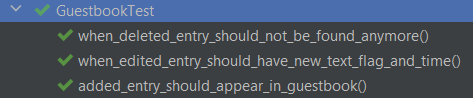 GuestbookTest
when_deleted_entry_should_not_be_found_anymore()
when_edited_entry_should_have_new_text_flag_and_time()
added_entry_should_appear_in_guestbook()